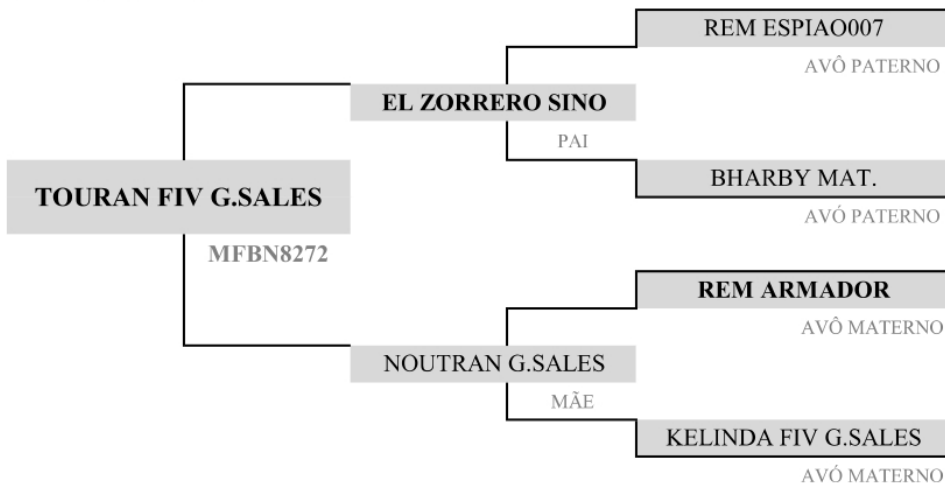 REM ESPIAO007
AVÔ PATERNO
EL ZORRERO SINO
PAI
BHARBY MAT.
AVÓ PATERNO
TOURAN FIV G.SALES
MFBN8272
REM ARMADOR
AVÔ MATERNO
NOUTRAN G.SALES
MÃE
KELINDA FIV G.SALES
AVÓ MATERNO